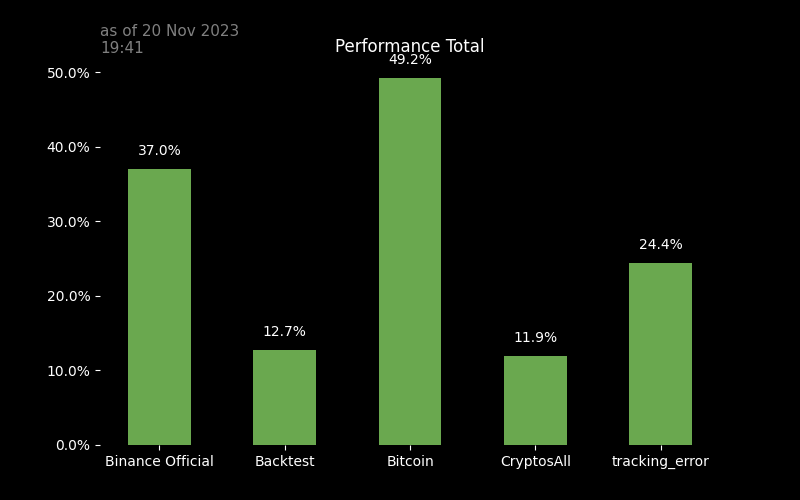 as of 20 Nov 2023
19:41
Performance Total
50.0%
40.0%
30.0%
20.0%
10.0%
0.0%
37.0%
12.7%
49.2%
11.9%
24.4%
Binance Official
Backtest
Bitcoin
CryptosAll
tracking_error